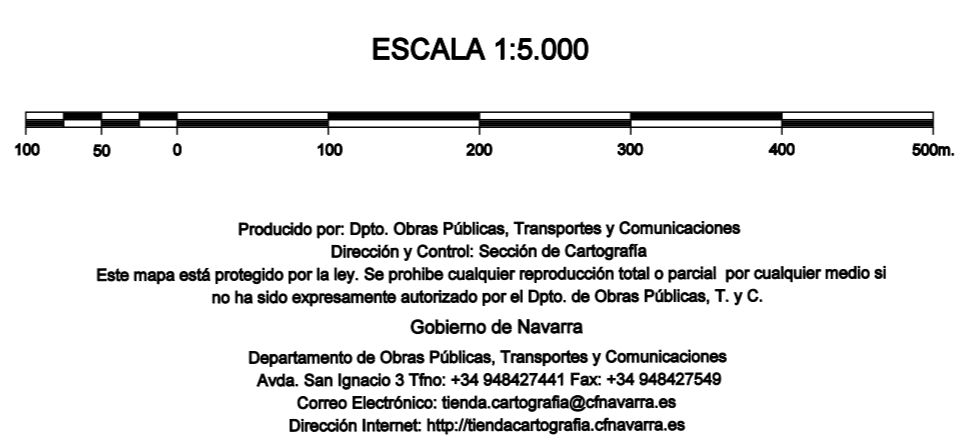 ESCALA 1:5.000
100 50 0 100 200 300 400 500m.
Producido por: Dpto. Obras Públicas, Transportes y Comunicaciones
Dirección y Control: Sección de Cartografía
Este mapa está protegido por la ley. Se prohibe cualquier reproducción total o parcial por cualquier medio si
no ha sido expresamente autorizado por el Dpto. de Obras Públicas, T. y C.
Gobierno de Navarra
Departamento de Obras Públicas, Transportes y Comunicaciones
Avda. San Ignacio 3 Tfno: +34 948427441 Fax: +34 948427549
Correo Electrónico: tienda.cartografia@cfnavarra.es
Dirección Internet: http://tiendacartografia.cfnavarra.es